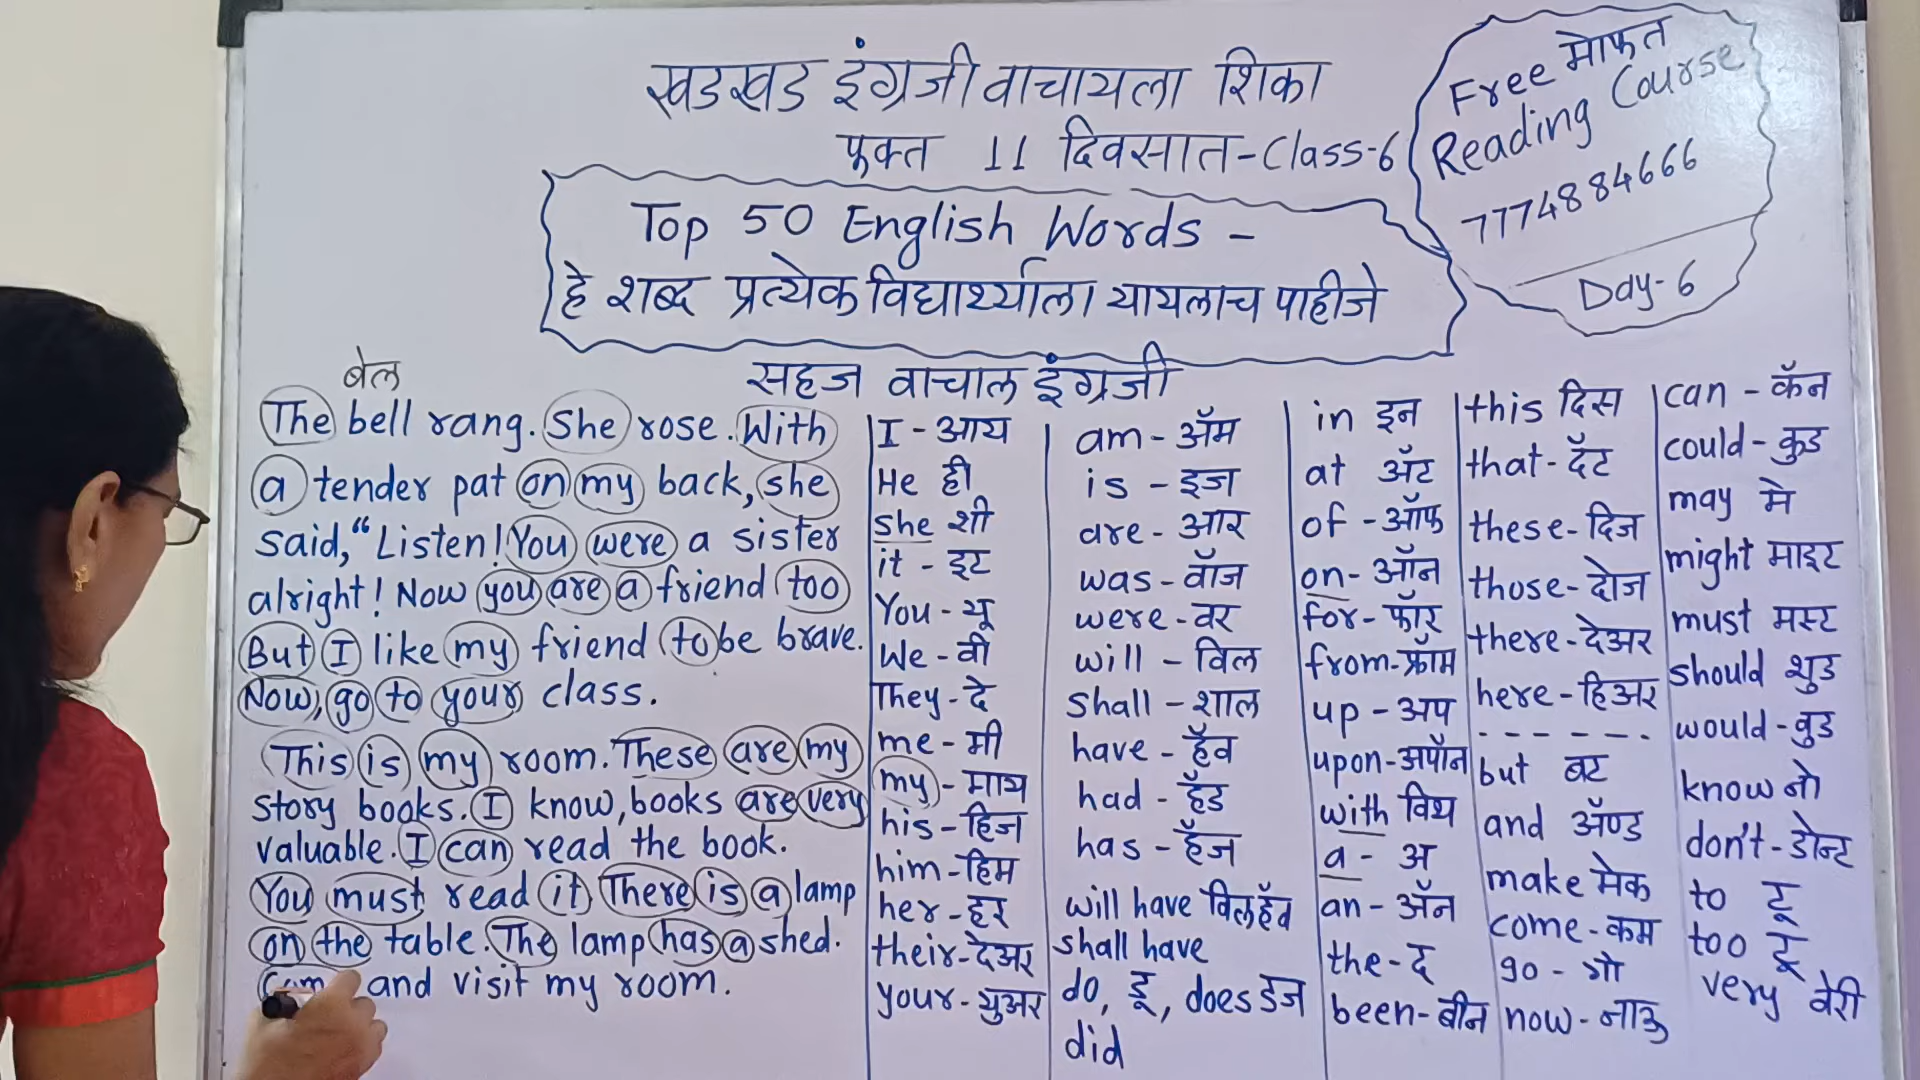 खडखड इंग्रजी वाचायला शिका
फक्त 11 दिवसात-Class-6
Free मोफत
Reading Course
7774884666
Day-6
Top 50 English Words -
हे शब्द प्रत्येक विद्यार्थ्याला यायलाच पाहीजे
सहज वाचाल इंग्रजी
बेल
The bell rang. She rose. With
a tender pat on my back, she
said, “Listen! You were a sister
alright! Now you are a friend too
But I like my friend to be brave.
Now, go to your class.
This is my room. These are my
story books. I know, books are very
valuable. I can read the book.
You must read it. There is a lamp
on the table. The lamp has a shed.
and visit my room.
I - आय
He ही
she शी
it - इट
You - यू
We - वी
They - दे
me - मी
my - माय
his - हिज
him - हिम
her - हर
their - देअर
your - युअर
am - ॲम
is - इज
are - आर
was - वॉज
were - वर
will - विल
shall - शाल
have - हॅव
had - हॅड
has - हॅज
will have विलहॅव
shall have
do, डू, does डज
did
in इन
at ॲट
of - ऑफ
on - ऑन
for - फॉर
from - फ्रॉम
up - अप
upon - अपॉन
with विथ
a - अ
an - ॲन
the - द
been - बीन
this दिस
that - दॅट
these - दिज
those - दोज
there - देअर
here - हिअर
but बट
and ॲण्ड
make मेक
come - कम
go - गो
now - नाऊ
can - कॅन
could - कुड
may मे
might माइट
must मस्ट
should शुड
would - वुड
know नो
don't - डोन्ट
to टू
too टू
very वेरी